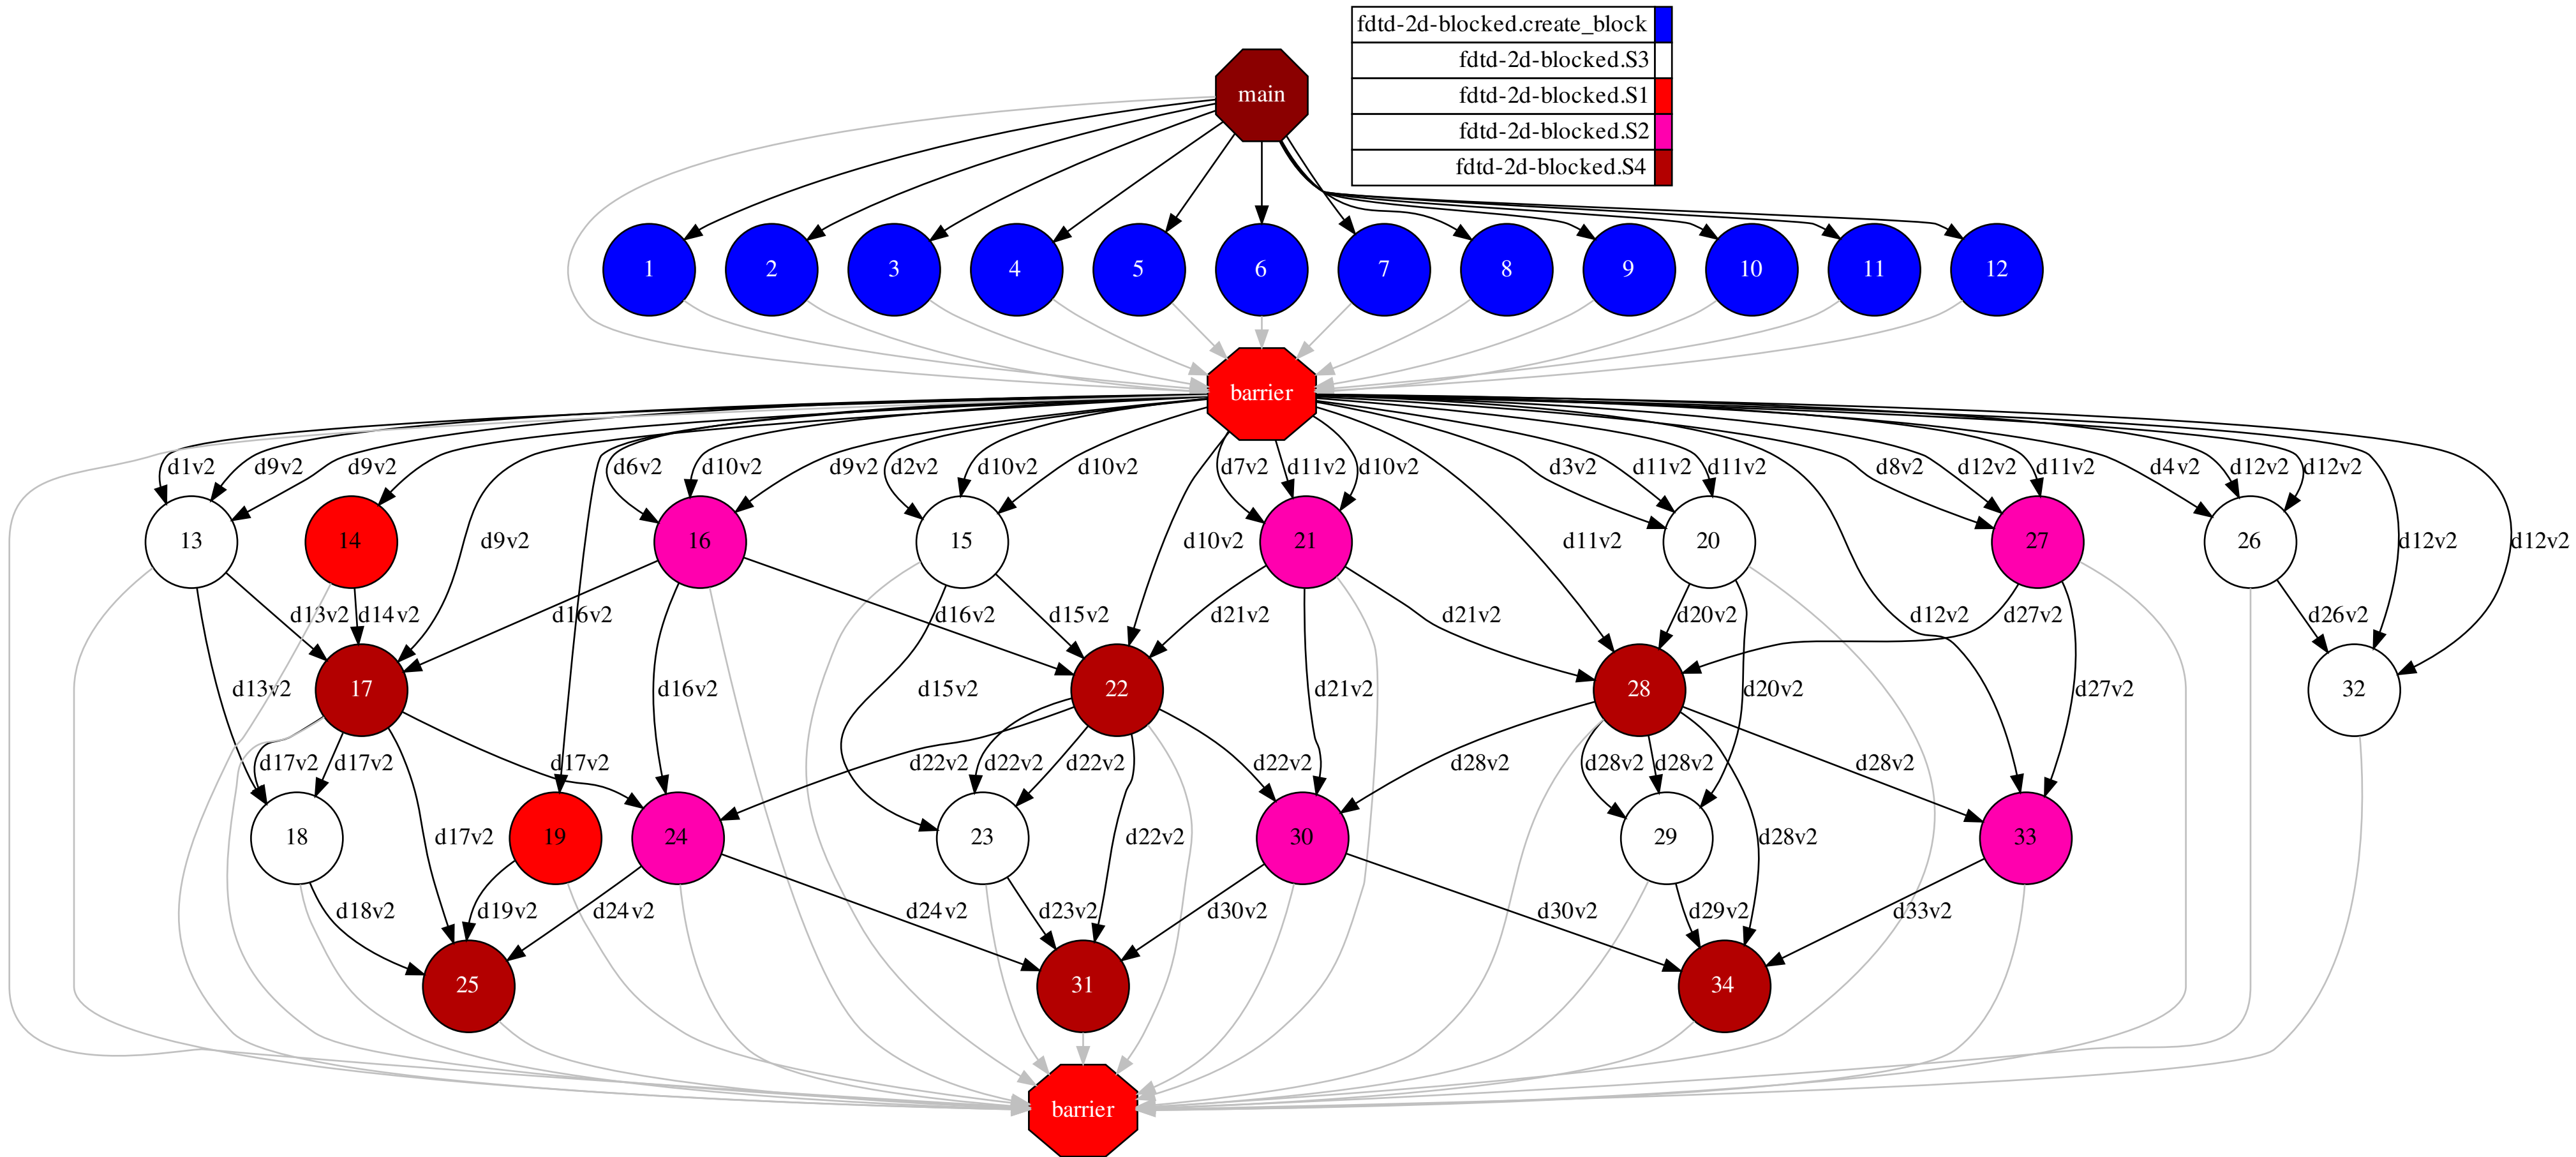 fdtd-2d-blocked.create_block
main
fdtd-2d-blocked.S3
fdtd-2d-blocked.S1
fdtd-2d-blocked.S2
fdtd-2d-blocked.S4
1 2 3 4 5 6 7 8 9 10 11 12
barrier
d1v2 d9v2 d9v2 d6v2 d10v2 d9v2 d2v2 d10v2 d10v2 d7v2 d11v2 d10v2 d3v2 d11v2 d11v2 d8v2 d12v2 d11v2 d4v2 d12v2 d12v2
13 14 d9v2 16 15 d10v2 21 d11v2 20 27 26 d12v2 d12v2
d13v2 d14v2 d16v2 d16v2 d15v2 d21v2 d21v2 d20v2 d12v2 d27v2 d26v2
d13v2 17 d16v2 d15v2 22 d21v2 28 d20v2 d27v2 32
d17v2 d17v2 d17v2 d22v2 d22v2 d22v2 d22v2 d28v2 d28v2 d28v2 d28v2
18 d17v2 19 24 23 d22v2 30 29 d28v2 33
d18v2 d19v2 d24v2 d24v2 d23v2 d30v2 d30v2 d29v2 d33v2
25 31 34
barrier